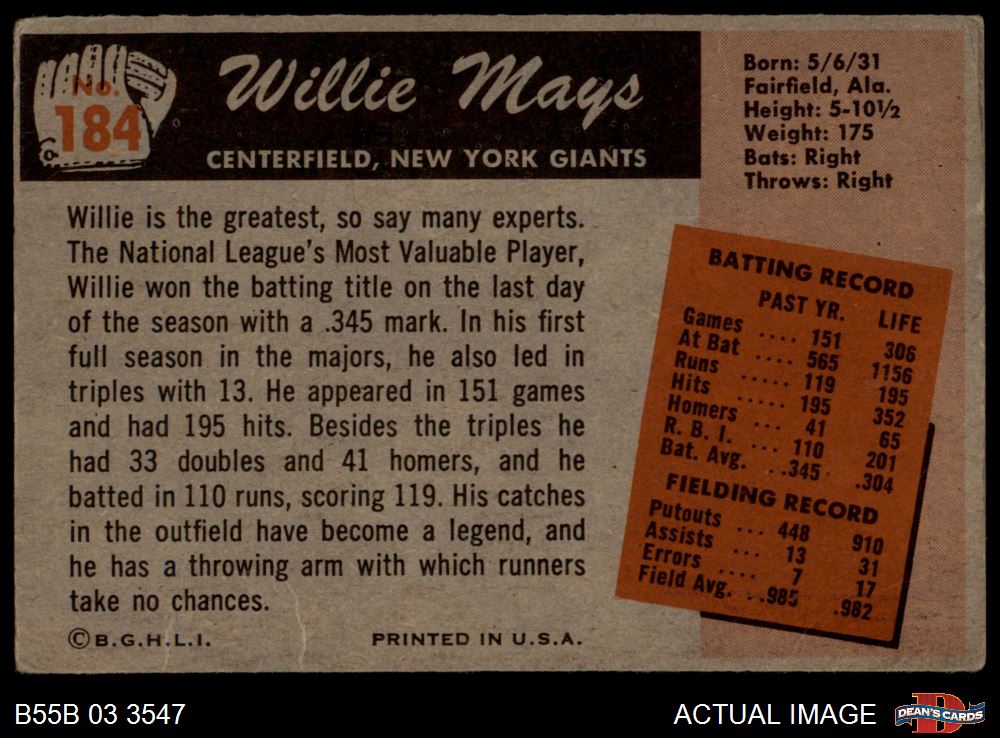 No.
184
Willie Mays
CENTERFIELD, NEW YORK GIANTS
Born: 5/6/31
Fairfield, Ala.
Height: 5-10½
Weight: 175
Bats: Right
Throws: Right
Willie is the greatest, so say many experts.
The National League's Most Valuable Player,
Willie won the batting title on the last day
of the season with a .345 mark. In his first
full season in the majors, he also led in
triples with 13. He appeared in 151 games
and had 195 hits. Besides the triples he
had 33 doubles and 41 homers, and he
batted in 110 runs, scoring 119. His catches
in the outfield have become a legend, and
he has a throwing arm with which runners
take no chances.
©B.G.H.L.I. PRINTED IN U.S.A.
BATTING RECORD
PAST YR. LIFE
Games .... 151 306
At Bat .... 565 1156
Runs ..... 119 195
Hits ..... 195 352
Homers ... 41 65
R. B. I. ... 110 201
Bat. Avg. ..345 .304
FIELDING RECORD
Putouts ... 448 910
Assists ... 13 31
Errors .... 7 17
Field Avg. ..985 .982
B55B 03 3547 ACTUAL IMAGE DEAN'S CARDS